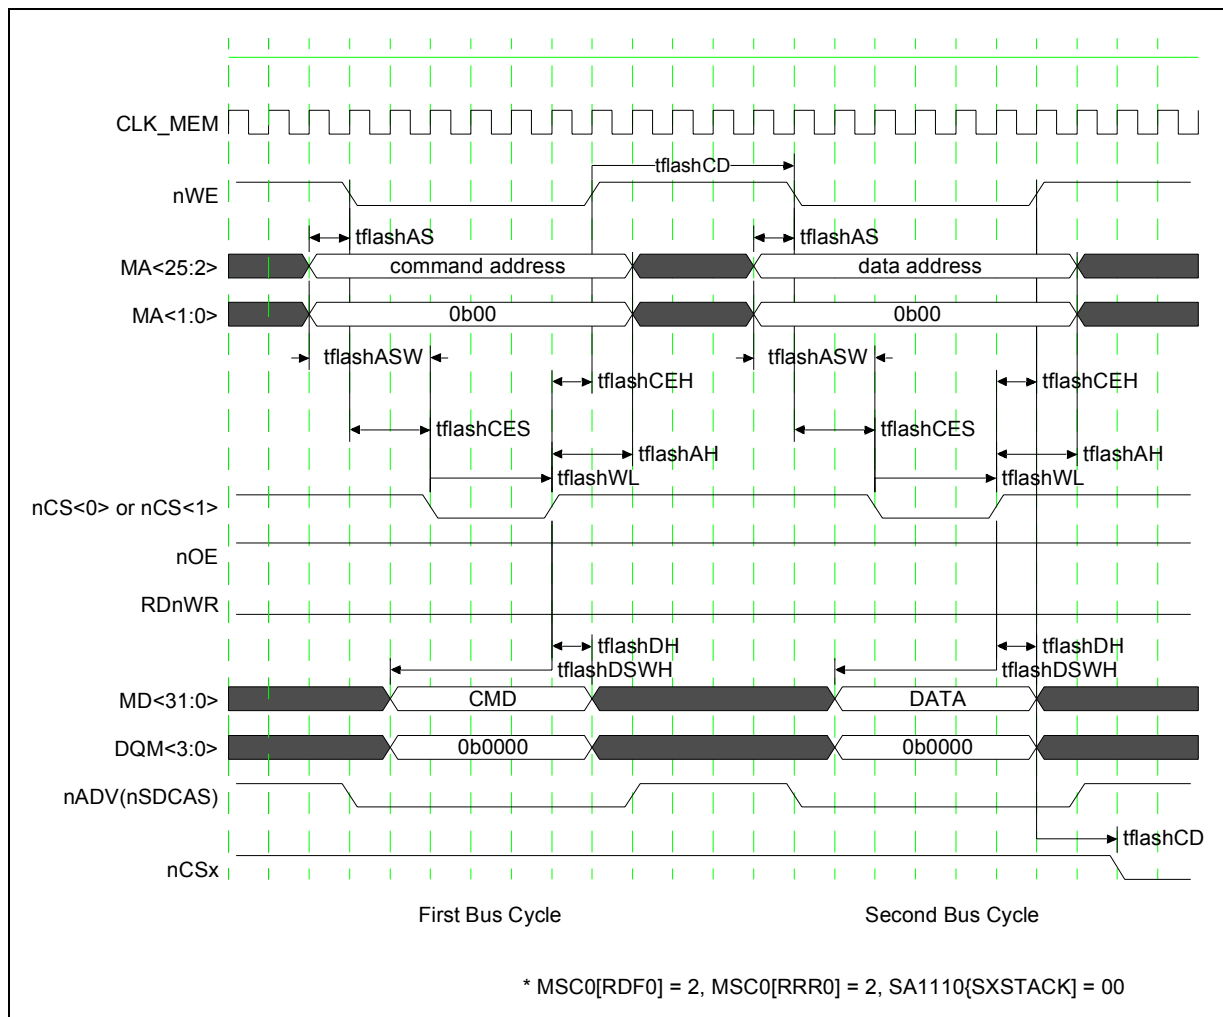 CLK_MEM
tflashCD
nWE
tflashAS tflashAS
MA<25:2> command address data address
MA<1:0> 0b00 0b00
tflashASW tflashASW
tflashCEH tflashCEH
tflashCES tflashCES
tflashAH tflashAH
tflashWL tflashWL
nCS<0> or nCS<1>
nOE
RDnWR
tflashDH tflashDH
tflashDSWH tflashDSWH
MD<31:0> CMD DATA
DQM<3:0> 0b0000 0b0000
nADV(nSDCAS)
tflashCD
nCSx
First Bus Cycle Second Bus Cycle
* MSC0[RDF0] = 2, MSC0[RRR0] = 2, SA1110{SXSTACK] = 00